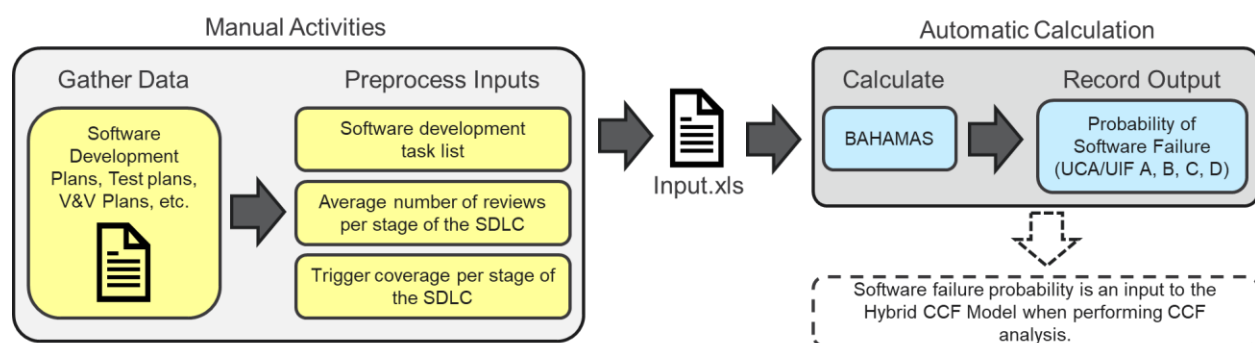 Manual Activities
Gather Data
Software
Development
Plans, Test plans,
V&V Plans, etc.
Preprocess Inputs
Software development
task list
Average number of reviews
per stage of the SDLC
Trigger coverage per stage of
the SDLC
Input.xls
Automatic Calculation
Calculate
BAHAMAS
Record Output
Probability of
Software Failure
(UCA/UIF A, B, C, D)
Software failure probability is an input to the
Hybrid CCF Model when performing CCF
analysis.